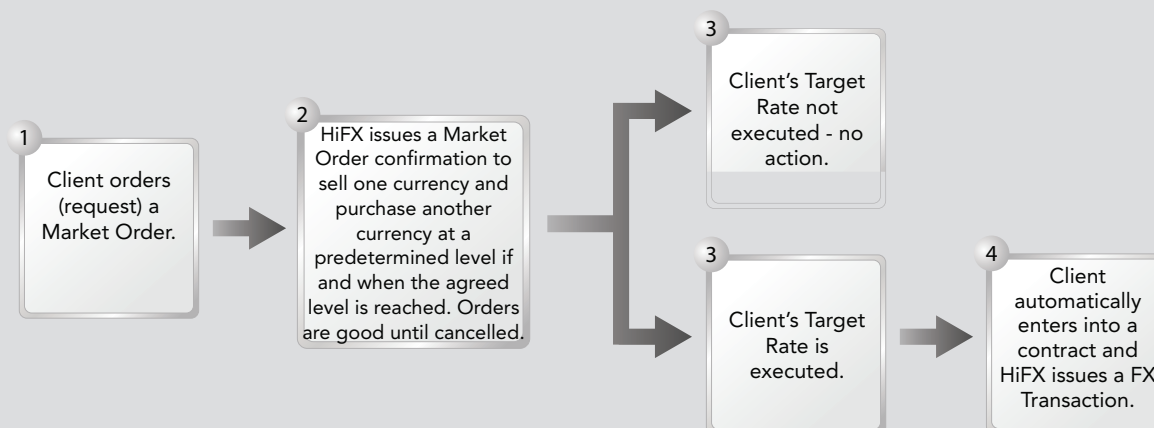 1
Client orders
(request) a
Market Order.
2
HiFX issues a Market
Order confirmation to
sell one currency and
purchase another
currency at a
predetermined level if
and when the agreed
level is reached. Orders
are good until cancelled.
3
Client's Target
Rate not
executed - no
action.
3
Client's Target
Rate is
executed.
4
Client
automatically
enters into a
contract and
HiFX issues a FX
Transaction.